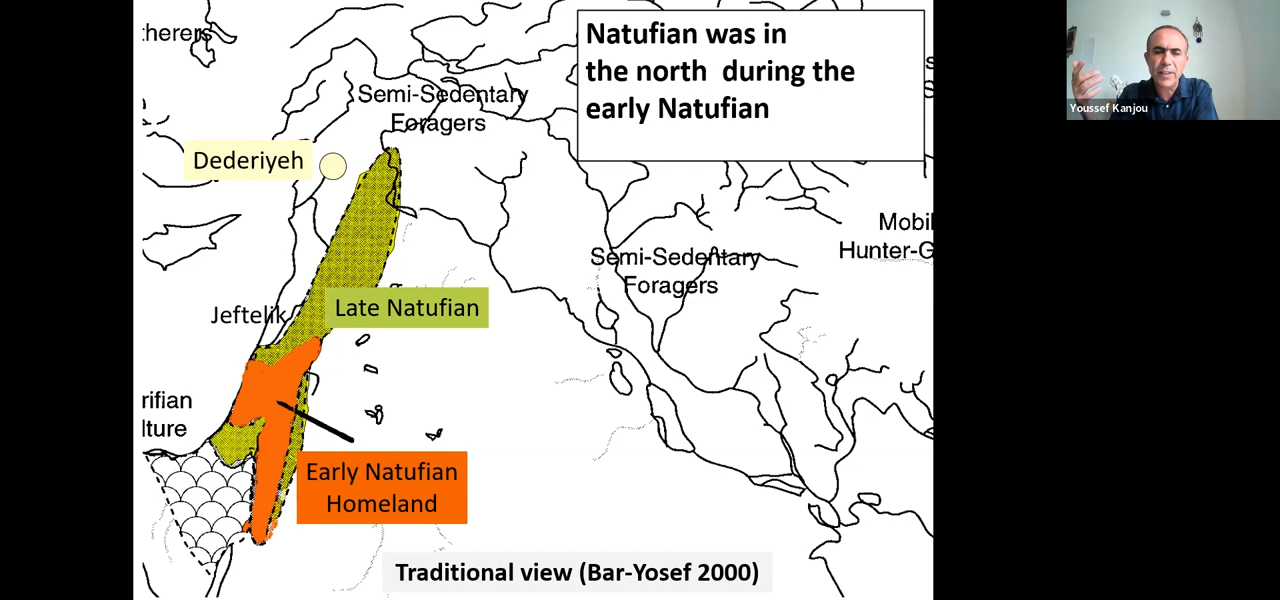 :herers
Natufian was in
the north during the
early Natufian
Youssef Kanjou
Semi-Sedentary
Foragers
Dederiyeh
Mobil
Hunter-G
Semi-Sedentary
Foragers
Late Natufian
Jeftelik
rifian
lture
Early Natufian
Homeland
Traditional view (Bar-Yosef 2000)